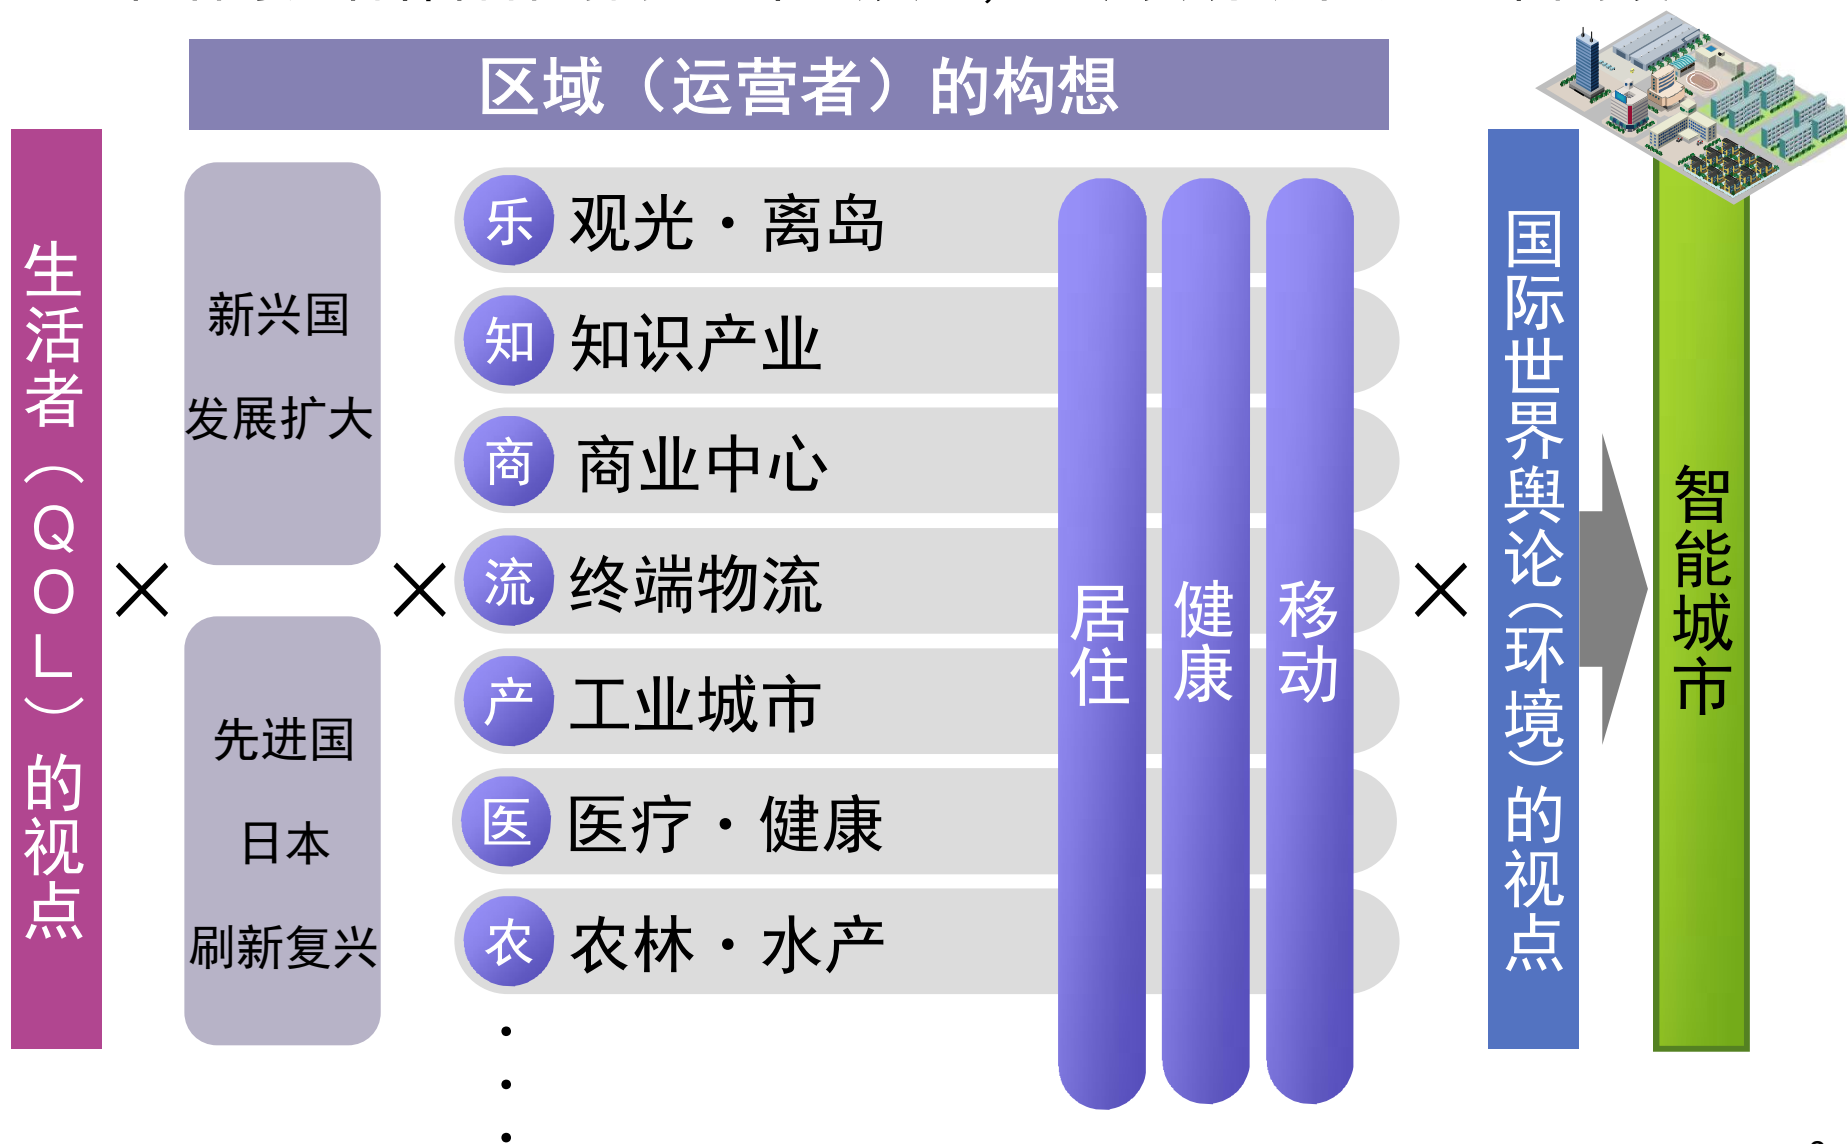 区域（运营者）的构想
生活者（QOL）的视点
×
新兴国
发展扩大
先进国
日本
刷新复兴
×
乐 观光・离岛
知 知识产业
商 商业中心
流 终端物流
产 工业城市
医 医疗・健康
农 农林・水产
・
・
・
居住
健康
移动
×
国际世界舆论（环境）的视点
智能城市